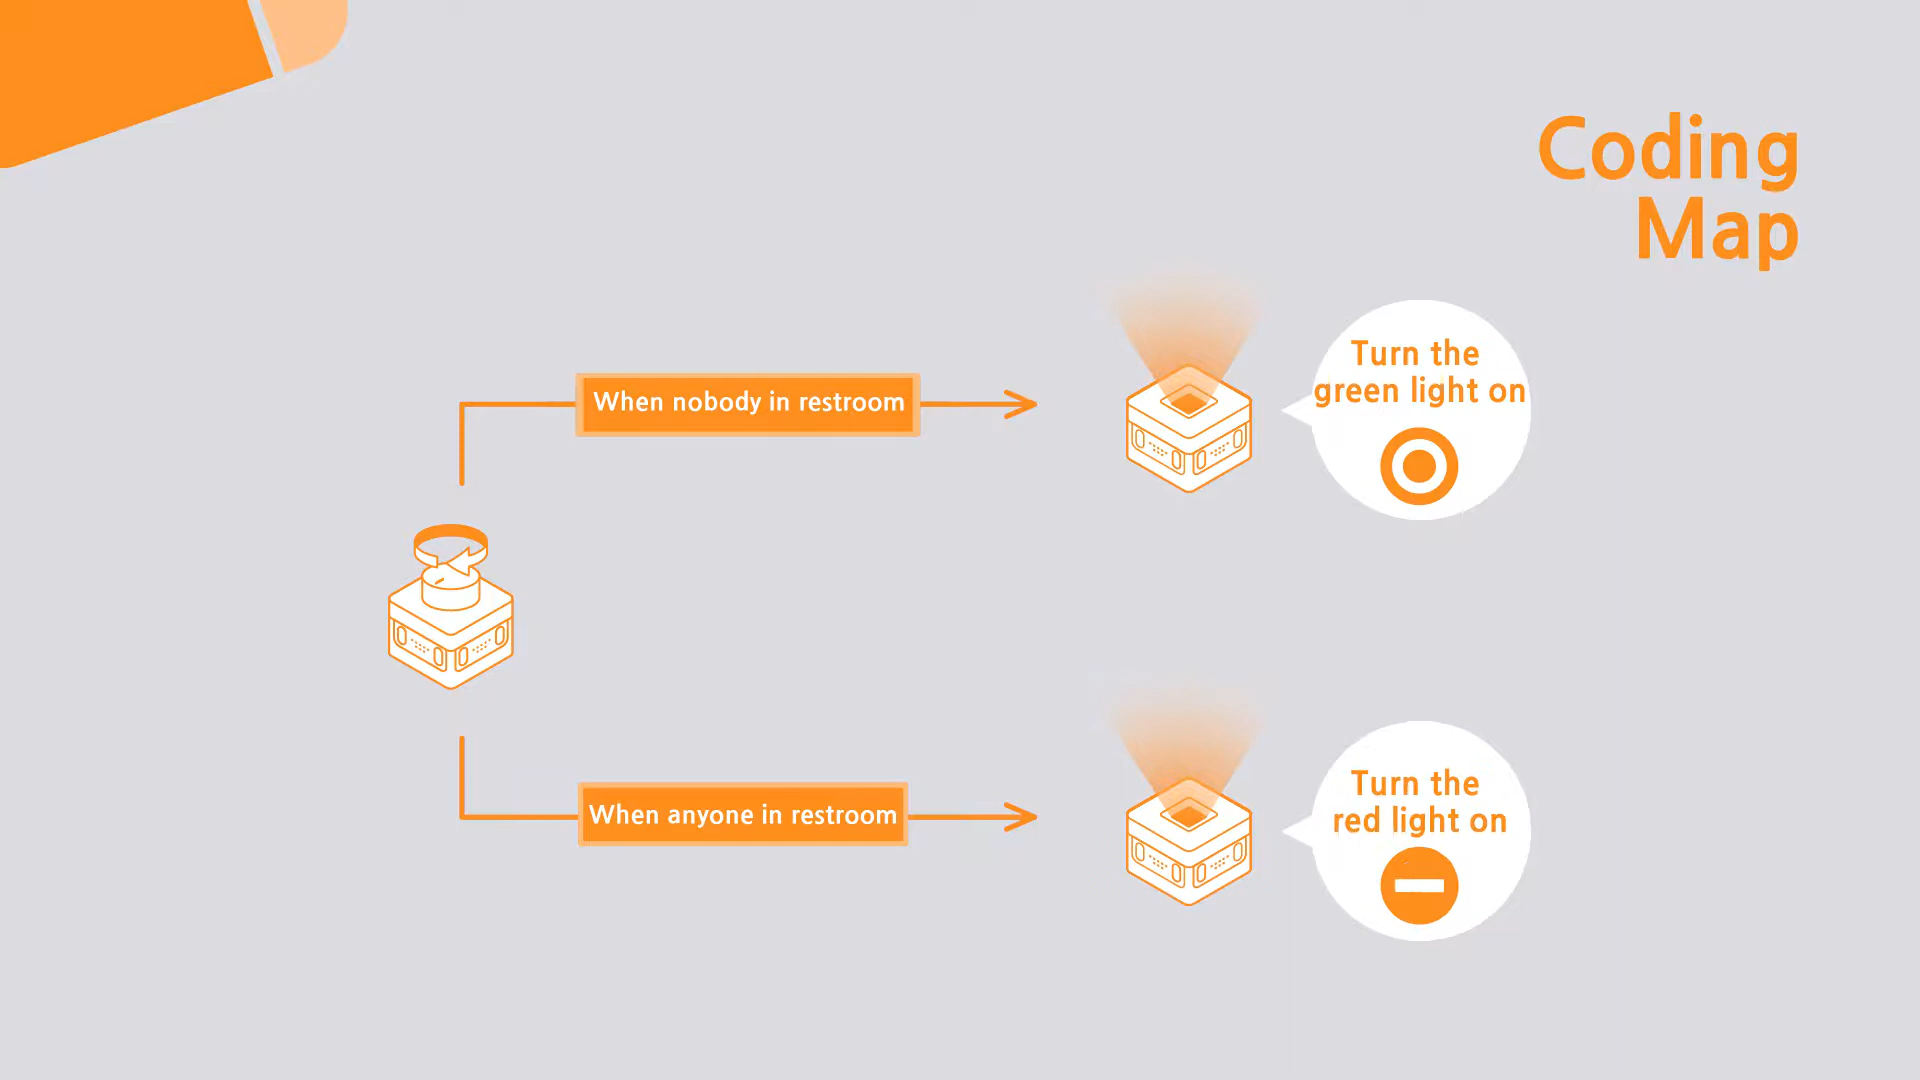 Coding
Map
When nobody in restroom
Turn the
green light on
When anyone in restroom
Turn the
red light on